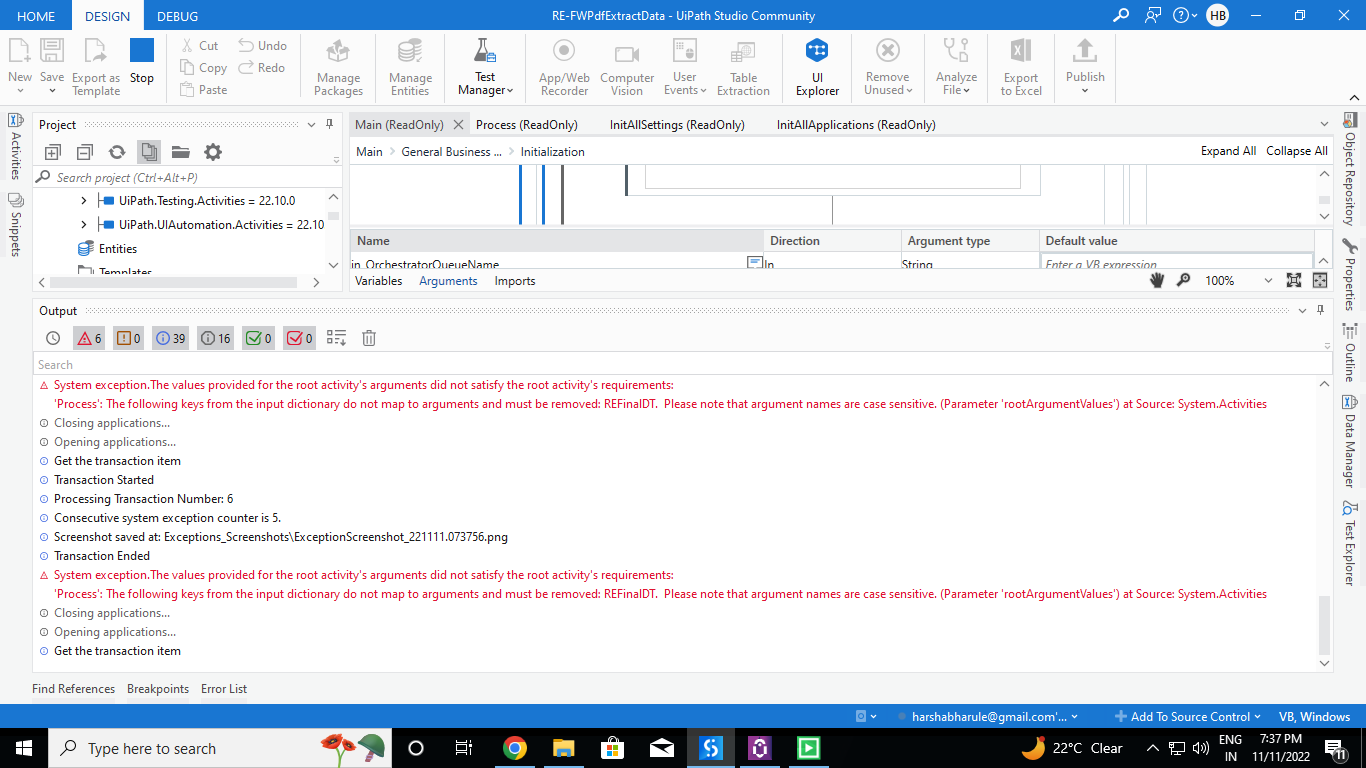 HOME DESIGN DEBUG RE-FWPdfExtractData - UiPath Studio Community HB
New Save Export as Template Stop Cut Copy Paste Undo Redo Manage Packages Manage Entities Test Manager App/Web Recorder Computer Vision User Events Table Extraction UI Explorer Remove Unused Analyze File Export to Excel Publish
Activities
Snippets
Project
Search project (Ctrl+Alt+P)
UiPath.Testing.Activities = 22.10.0
UiPath.UIAutomation.Activities = 22.10
Entities
Templates
Main (ReadOnly) Process (ReadOnly) InitAllSettings (ReadOnly) InitAllApplications (ReadOnly)
Main General Business ... Initialization Expand All Collapse All
Name Direction Argument type Default value
in_OrchestratorQueueName In String Enter a VB expression
Variables Arguments Imports 100%
Output
6 0 39 16 0 0
Search
System exception.The values provided for the root activity's arguments did not satisfy the root activity's requirements:
'Process': The following keys from the input dictionary do not map to arguments and must be removed: REFinalDT. Please note that argument names are case sensitive. (Parameter 'rootArgumentValues') at Source: System.Activities
Closing applications...
Opening applications...
Get the transaction item
Transaction Started
Processing Transaction Number: 6
Consecutive system exception counter is 5.
Screenshot saved at: Exceptions_Screenshots\ExceptionScreenshot_221111.073756.png
Transaction Ended
System exception.The values provided for the root activity's arguments did not satisfy the root activity's requirements:
'Process': The following keys from the input dictionary do not map to arguments and must be removed: REFinalDT. Please note that argument names are case sensitive. (Parameter 'rootArgumentValues') at Source: System.Activities
Closing applications...
Opening applications...
Get the transaction item
Object Repository
Properties
Outline
Data Manager
Test Explorer
Find References Breakpoints Error List
harshabharule@gmail.com'... Add To Source Control VB, Windows
Type here to search 22°C Clear ENG IN 7:37 PM 11/11/2022 11